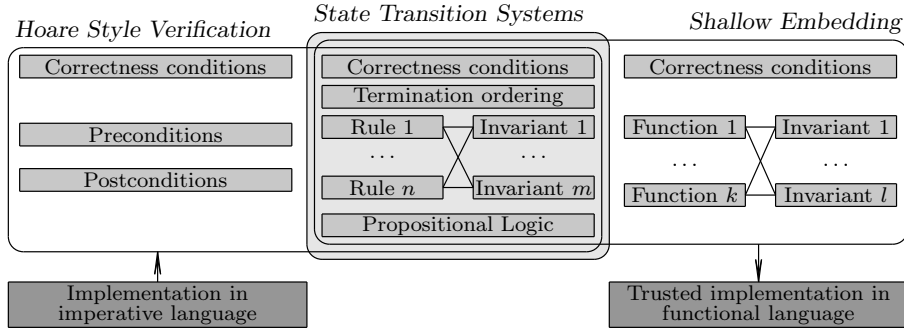 State Transition Systems
Hoare Style Verification
Shallow Embedding
Correctness conditions
Correctness conditions
Correctness conditions
Termination ordering
Preconditions
Rule 1
Invariant 1
Function 1
Invariant 1
...
...
...
...
Postconditions
Rule n
Invariant m
Function k
Invariant l
Propositional Logic
Implementation in
imperative language
Trusted implementation in
functional language